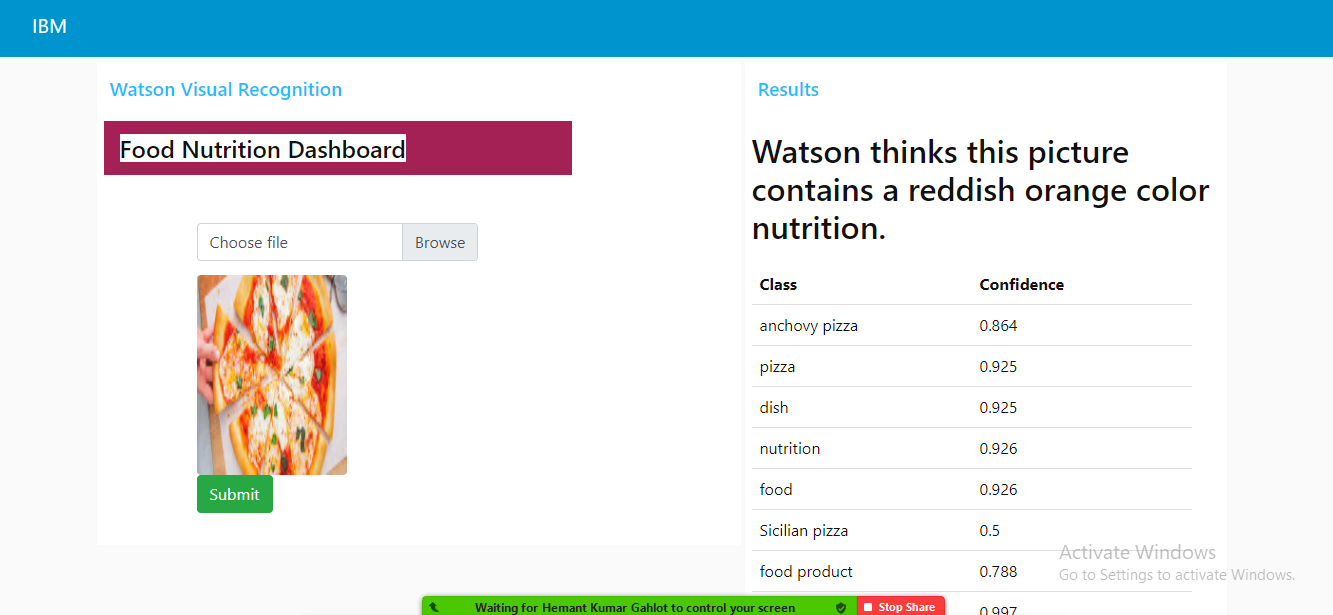 IBM
Watson Visual Recognition
Food Nutrition Dashboard
Choose file Browse
Submit
Results
Watson thinks this picture
contains a reddish orange color
nutrition.
Class Confidence
anchovy pizza 0.864
pizza 0.925
dish 0.925
nutrition 0.926
food 0.926
Sicilian pizza 0.5
food product 0.788
0.997
Activate Windows
Go to Settings to activate Windows.
Waiting for Hemant Kumar Gahlot to control your screen Stop Share